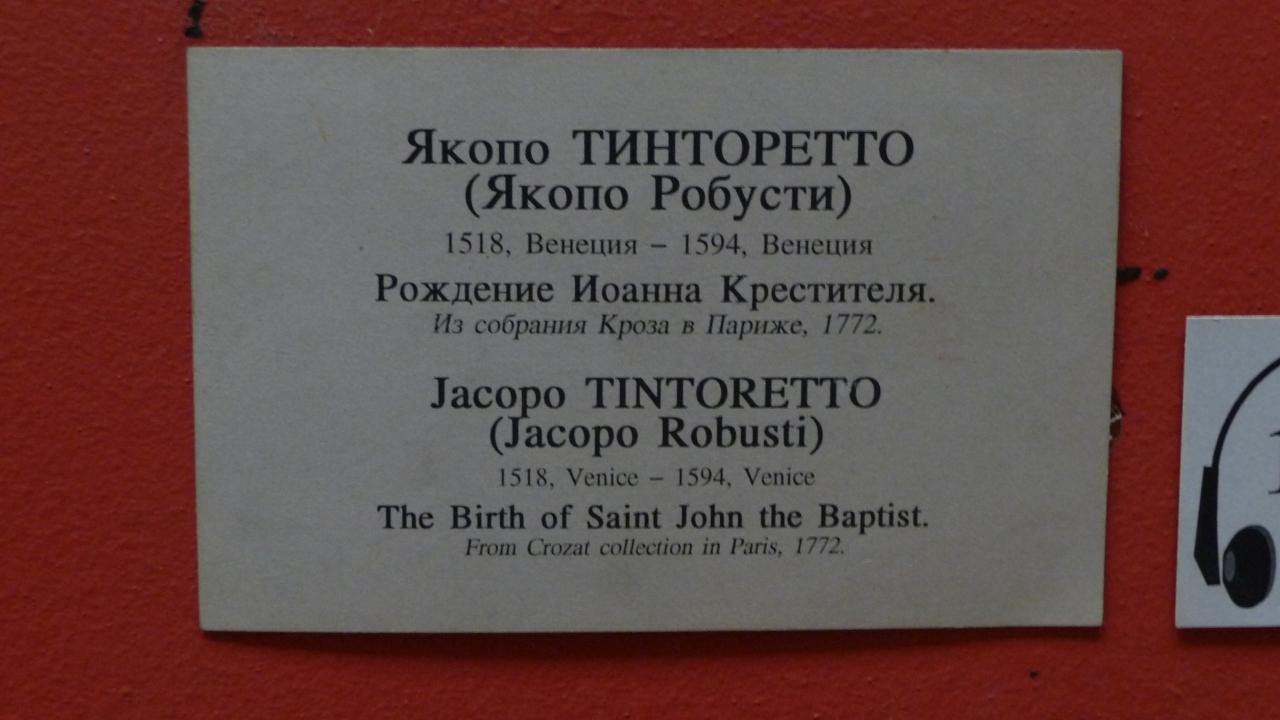 Якопо ТИНТОРЕТТО
(Якопо Робусти)
1518, Венеция – 1594, Венеция
Рождение Иоанна Крестителя.
Из собрания Кроза в Париже, 1772.
Jacopo TINTORETTO
(Jacopo Robusti)
1518, Venice – 1594, Venice
The Birth of Saint John the Baptist.
From Crozat collection in Paris, 1772.